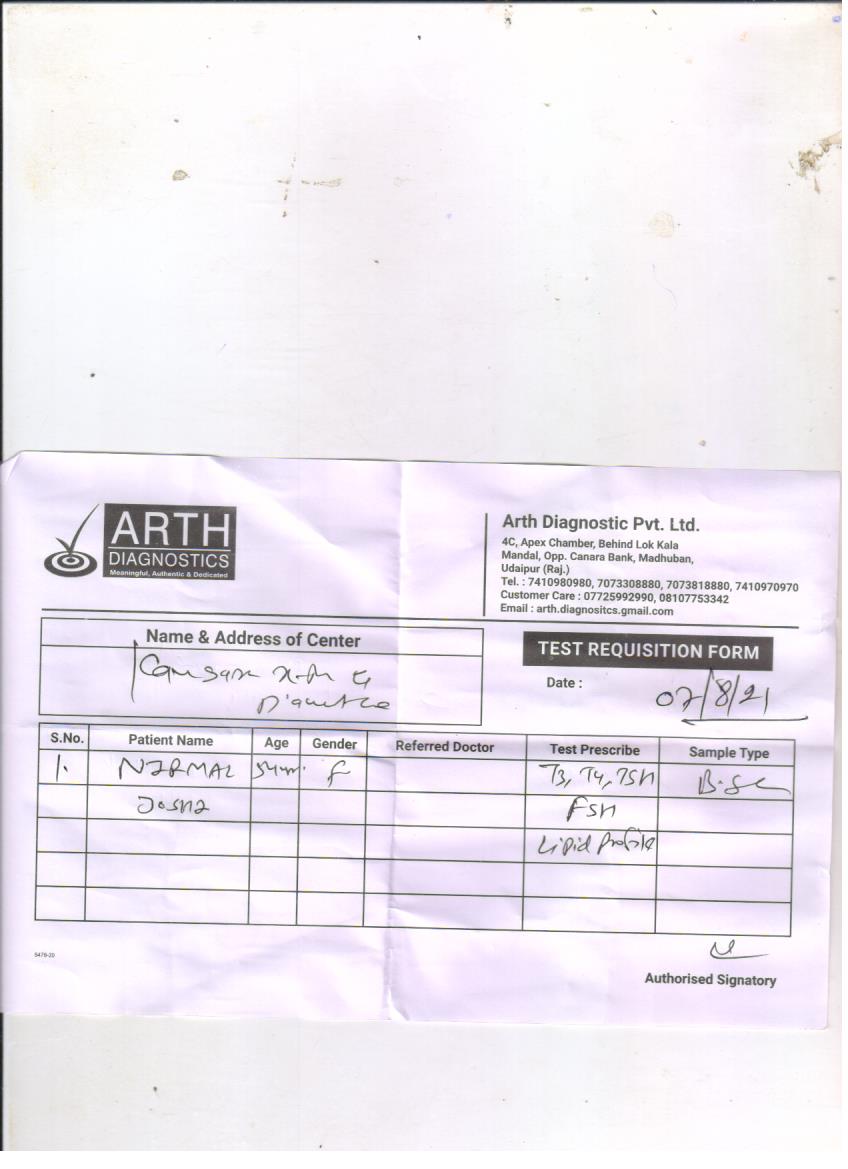 ARTH
DIAGNOSTICS
Meaningful, Authentic & Dedicated
Arth Diagnostic Pvt. Ltd.
4C, Apex Chamber, Behind Lok Kala
Mandal, Opp. Canara Bank, Madhuban,
Udaipur (Raj.)
Tel. : 7410980980, 7073308880, 7073818880, 7410970970
Customer Care : 07725992990, 08107753342
Email : arth.diagnositcs.gmail.com
Name & Address of Center
TEST REQUISITION FORM
Date : 07/8/21
S.No. Patient Name Age Gender Referred Doctor Test Prescribe Sample Type
1. NIRMAL F T3, T4, TSH
FSH
Lipid Profile
5476-20
Authorised Signatory